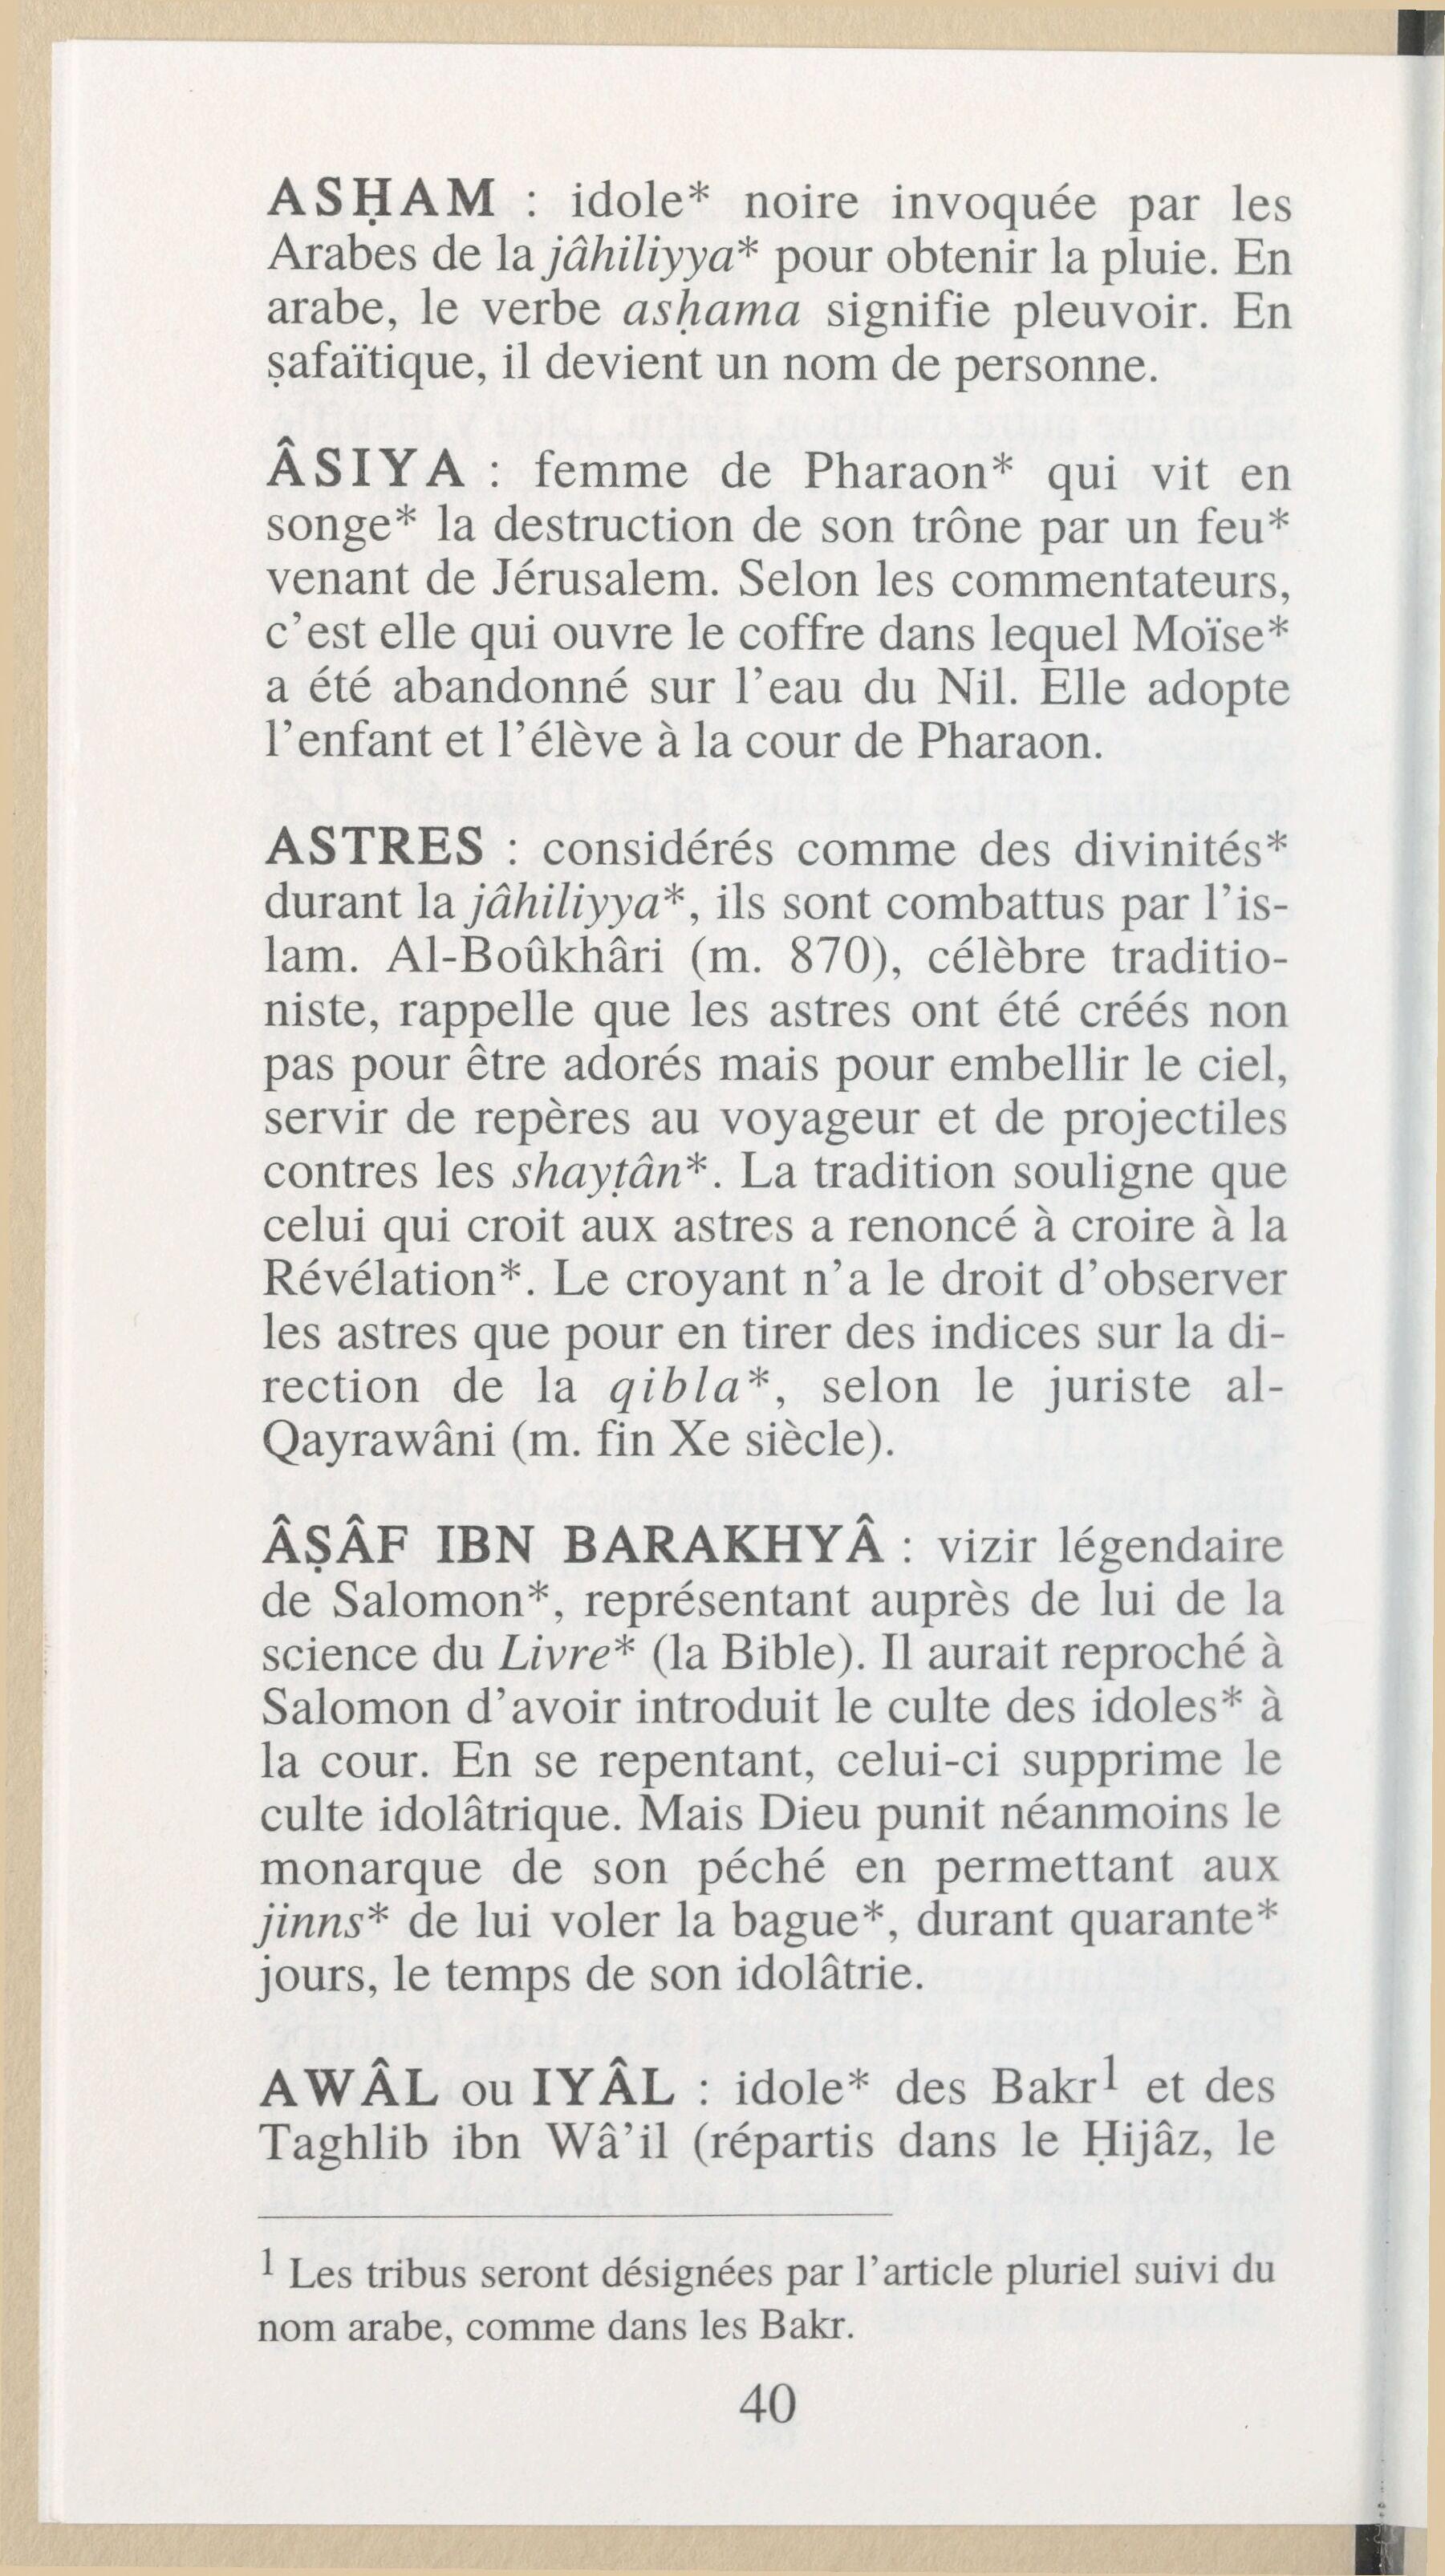 ASḤAM : idole* noire invoquée par les
Arabes de la jâhiliyya* pour obtenir la pluie. En
arabe, le verbe asḥama signifie pleuvoir. En
ṣafaïtique, il devient un nom de personne.
ÂSIYA : femme de Pharaon* qui vit en
songe* la destruction de son trône par un feu*
venant de Jérusalem. Selon les commentateurs,
c’est elle qui ouvre le coffre dans lequel Moïse*
a été abandonné sur l’eau du Nil. Elle adopte
l’enfant et l’élève à la cour de Pharaon.
ASTRES : considérés comme des divinités*
durant la jâhiliyya*, ils sont combattus par l’is-
lam. Al-Boûkhâri (m. 870), célèbre traditio-
niste, rappelle que les astres ont été créés non
pas pour être adorés mais pour embellir le ciel,
servir de repères au voyageur et de projectiles
contres les shayṭân*. La tradition souligne que
celui qui croit aux astres a renoncé à croire à la
Révélation*. Le croyant n’a le droit d’observer
les astres que pour en tirer des indices sur la di-
rection de la qibla*, selon le juriste al-
Qayrawâni (m. fin Xe siècle).
ÂṢÂF IBN BARAKHYÂ : vizir légendaire
de Salomon*, représentant auprès de lui de la
science du Livre* (la Bible). Il aurait reproché à
Salomon d’avoir introduit le culte des idoles* à
la cour. En se repentant, celui-ci supprime le
culte idolâtrique. Mais Dieu punit néanmoins le
monarque de son péché en permettant aux
jinns* de lui voler la bague*, durant quarante*
jours, le temps de son idolâtrie.
AWÂL ou IYÂL : idole* des Bakr1 et des
Taghlib ibn Wâ’il (répartis dans le Ḥijâz, le
1 Les tribus seront désignées par l’article pluriel suivi du
nom arabe, comme dans les Bakr.
40